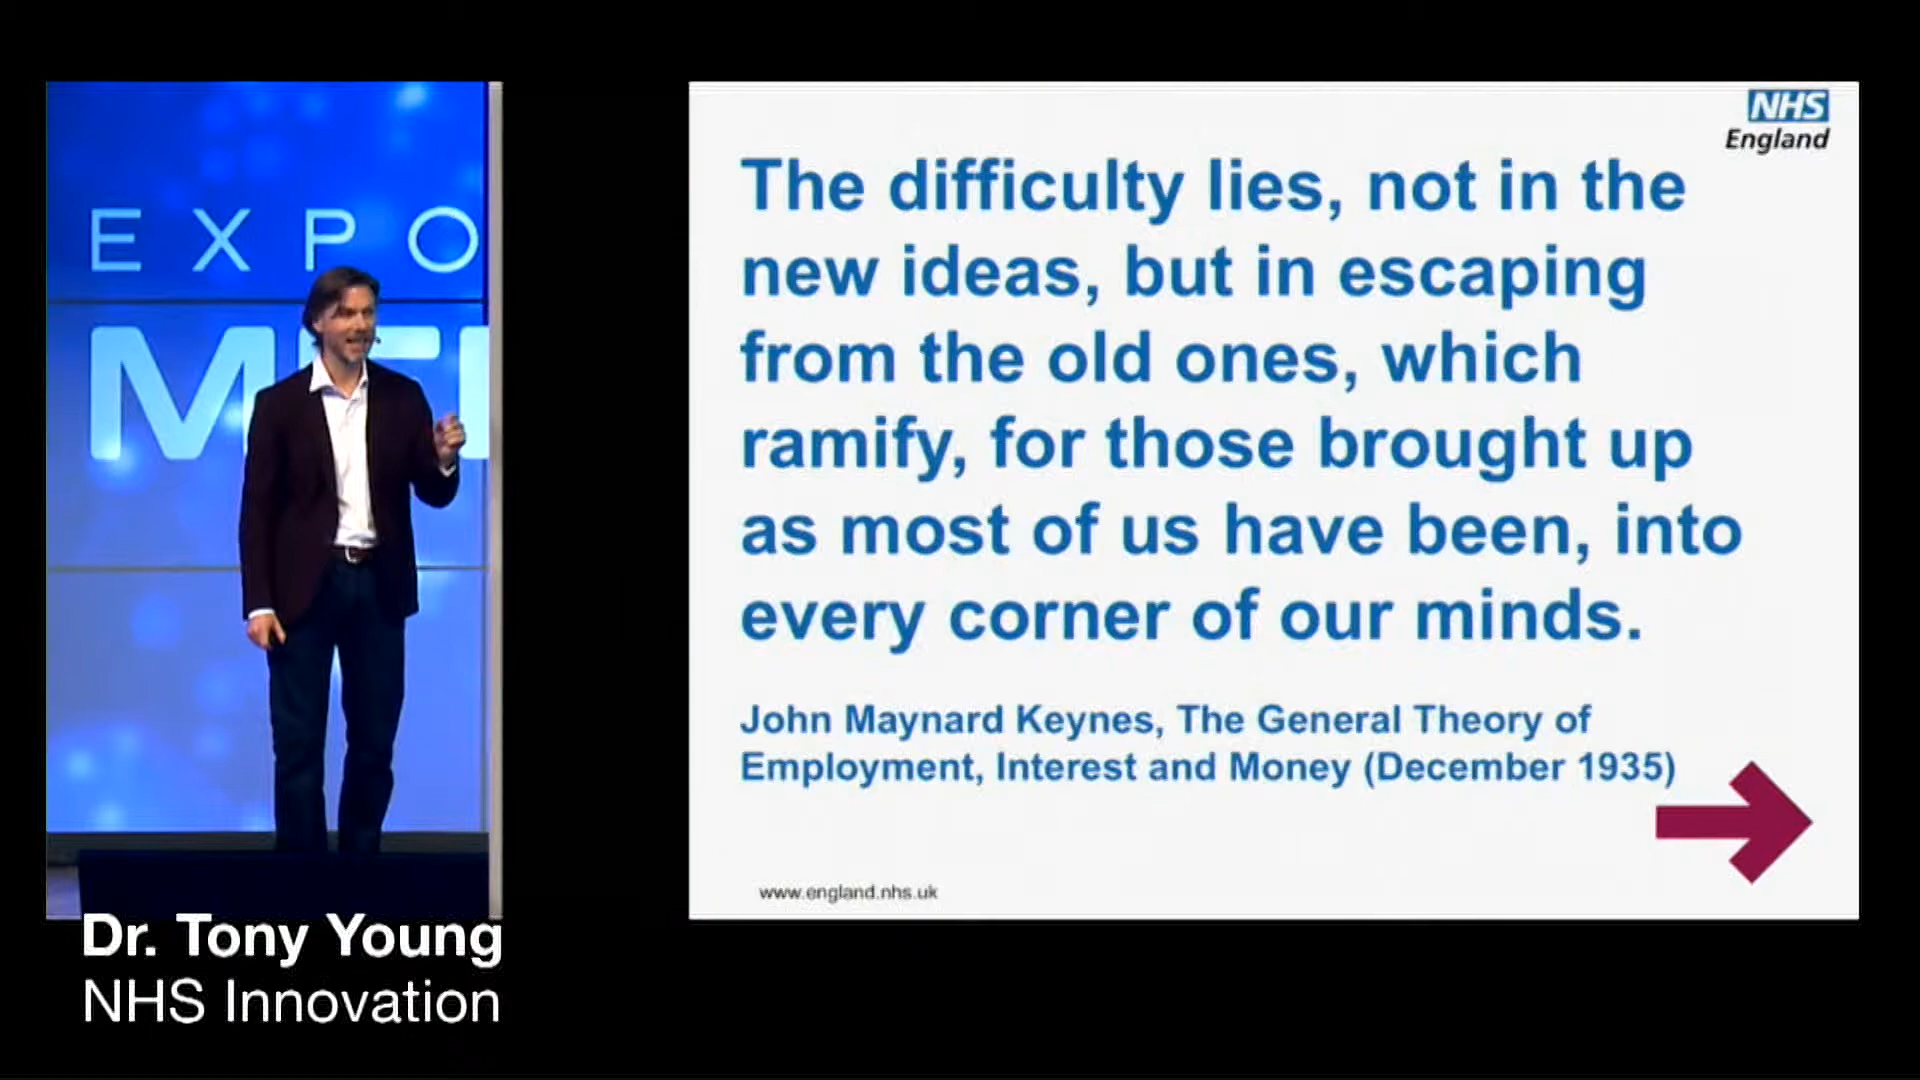 EXPO
NHS
England
The difficulty lies, not in the
new ideas, but in escaping
from the old ones, which
ramify, for those brought up
as most of us have been, into
every corner of our minds.
John Maynard Keynes, The General Theory of
Employment, Interest and Money (December 1935)
www.england.nhs.uk
Dr. Tony Young
NHS Innovation